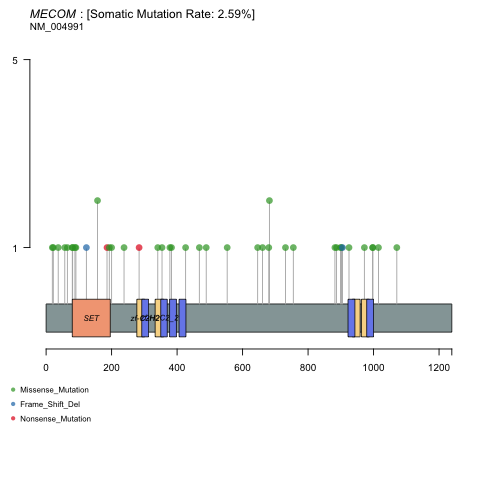 MECOM : [Somatic Mutation Rate: 2.59%]
NM_004991
5
1
SET
0 200 400 600 800 1000 1200
Missense_Mutation
Frame_Shift_Del
Nonsense_Mutation